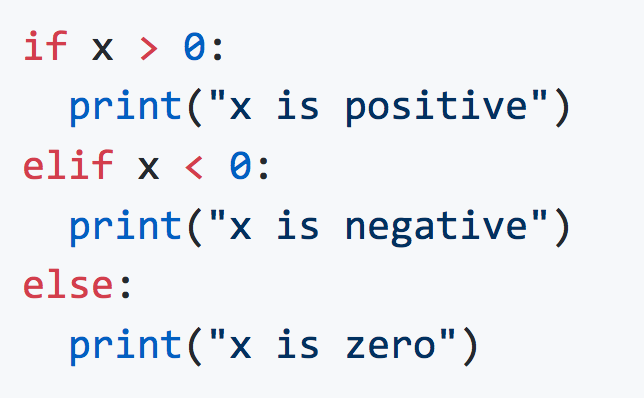 if x > 0:
  print("x is positive")
elif x < 0:
  print("x is negative")
else:
  print("x is zero")